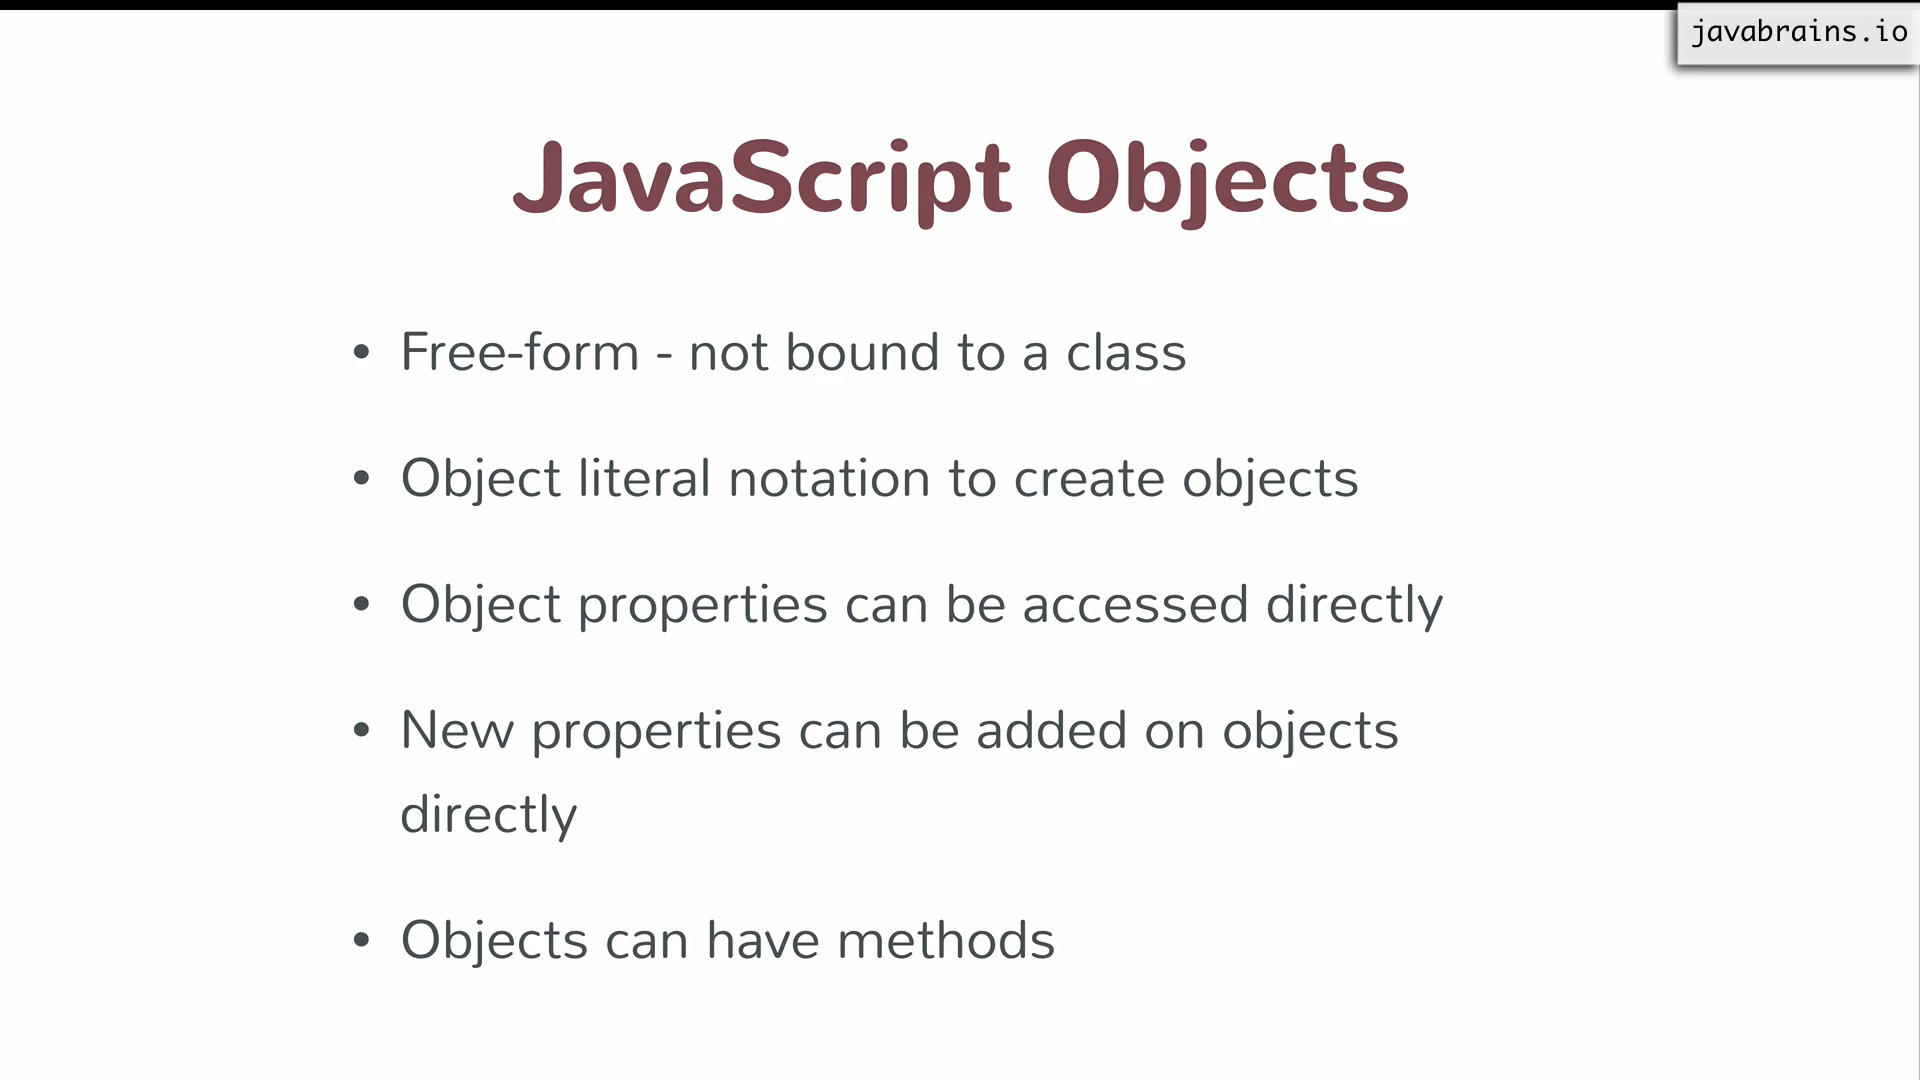 javabrains.io
JavaScript Objects
• Free-form - not bound to a class
• Object literal notation to create objects
• Object properties can be accessed directly
• New properties can be added on objects
directly
• Objects can have methods